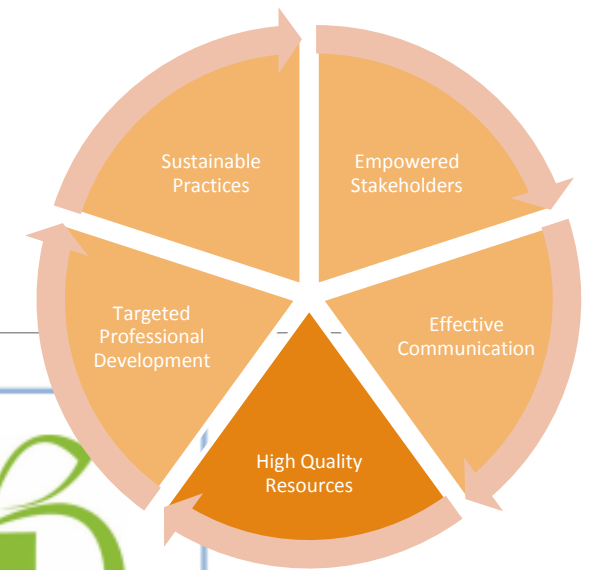 Sustainable
Practices
Empowered
Stakeholders
Targeted
Professional
Development
Effective
Communication
High Quality
Resources